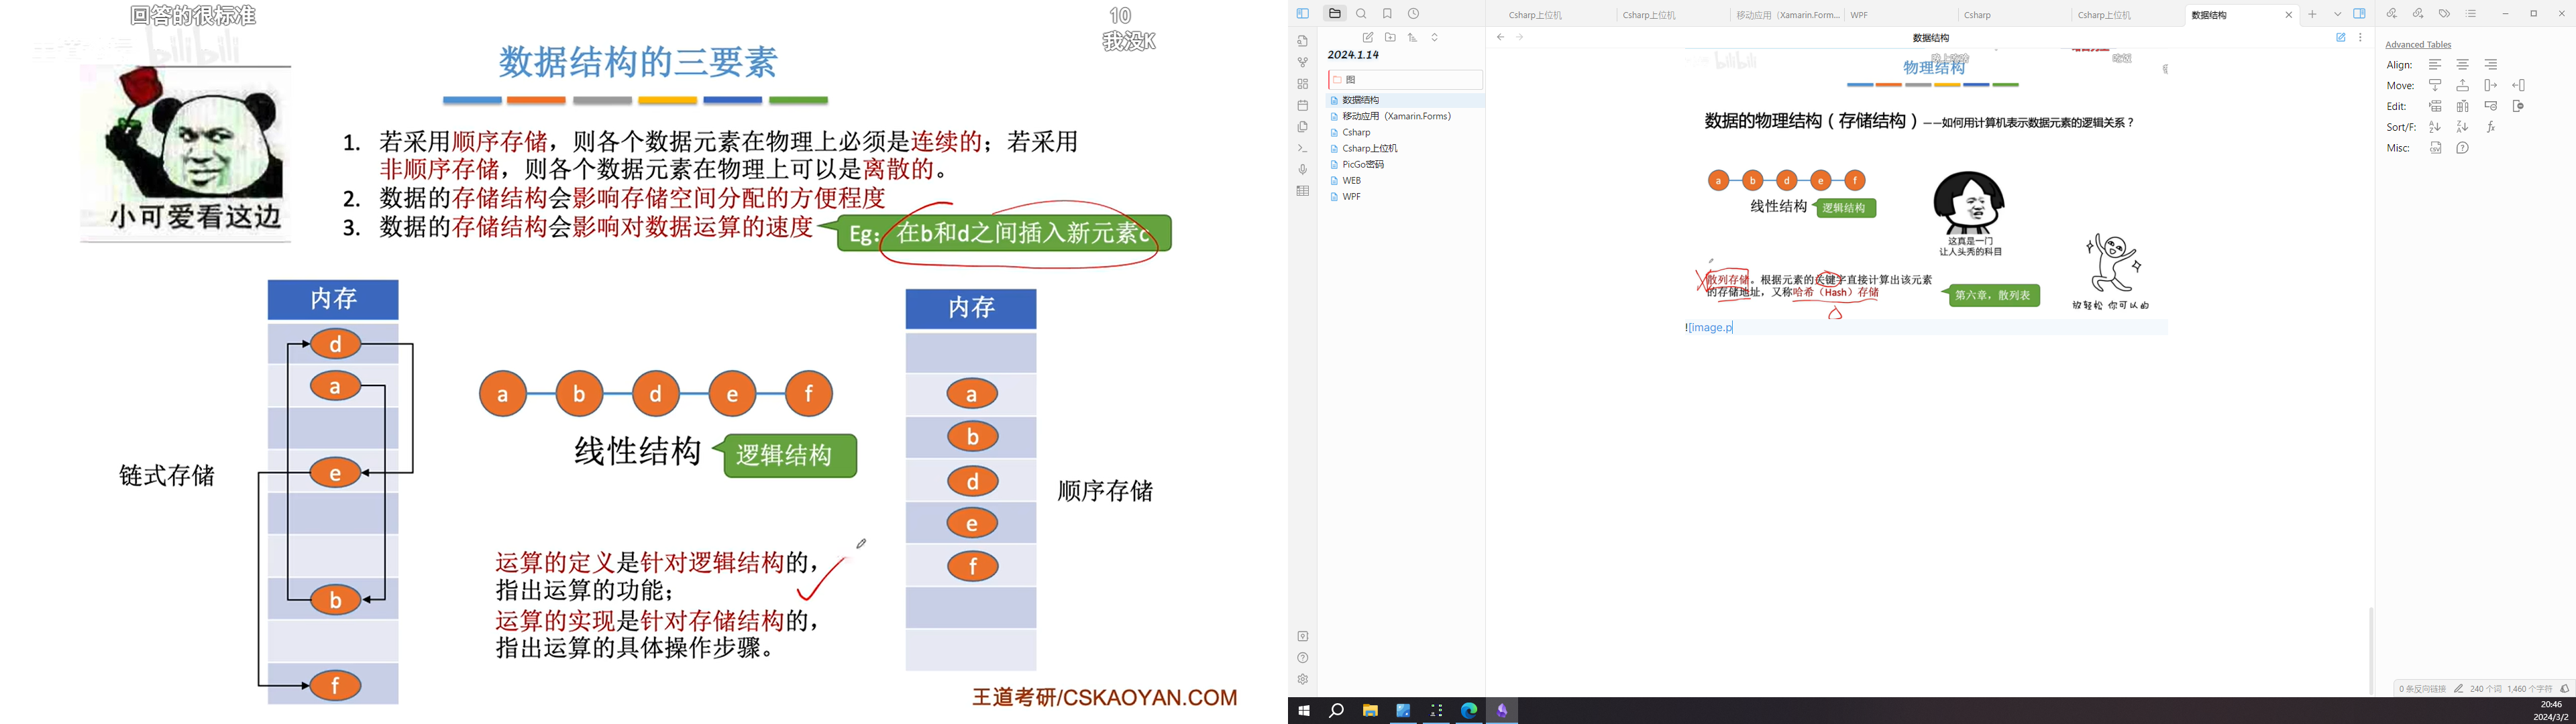 回答的很标准
bilibili
10
我没K
数据结构的三要素
小可爱看这边
1. 若采用顺序存储，则各个数据元素在物理上必须是连续的；若采用
非顺序存储，则各个数据元素在物理上可以是离散的。
2. 数据的存储结构会影响存储空间分配的方便程度
3. 数据的存储结构会影响对数据运算的速度
Eg：在b和d之间插入新元素c
内存
d
a
e
b
f
链式存储
a b d e f
线性结构
逻辑结构
运算的定义是针对逻辑结构的，
指出运算的功能；
运算的实现是针对存储结构的，
指出运算的具体操作步骤。
内存
a
b
d
e
f
顺序存储
王道考研/CSKAOYAN.COM
Csharp上位机
Csharp上位机
移动应用（Xamarin.Form...
WPF
Csharp
Csharp上位机
数据结构
2024.1.14
图
数据结构
移动应用（Xamarin.Forms）
Csharp
Csharp上位机
PicGo密码
WEB
WPF
数据结构
bilibili
物理结构
数据的物理结构（存储结构）——如何用计算机表示数据元素的逻辑关系？
a b d e f
线性结构
逻辑结构
这真是一门
让人头秃的科目
散列存储。根据元素的关键字直接计算出该元素
的存储地址，又称哈希（Hash）存储
第六章，散列表
放轻松 你可以的
![image.p
Advanced Tables
Align:
Move:
Edit:
Sort/F:
Misc:
0 条反向链接
240 个词
1,460 个字符
20:46
2024/3/2